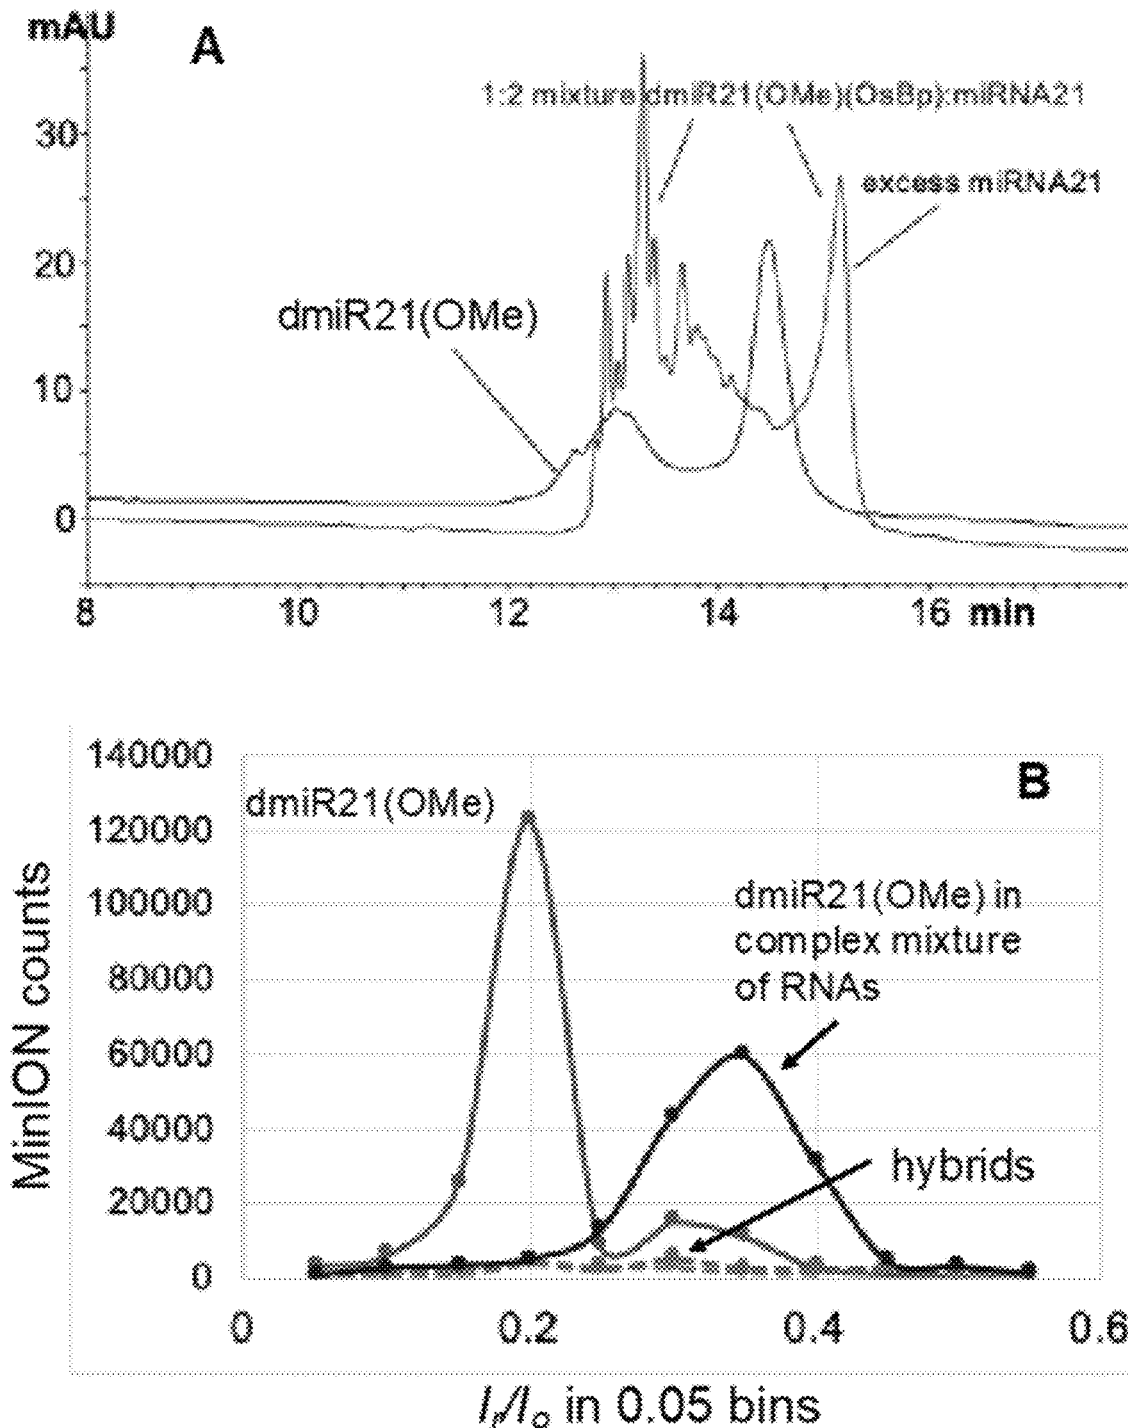 mAU
A
1:2 mixture dmiR21(OMe)(OsBp):miRNA21
30
excess miRNA21
20
dmiR21(OMe)
10
0
8 10 12 14 16 min
140000
B
dmiR21(OMe)
120000
100000
dmiR21(OMe) in
complex mixture
of RNAs
80000
60000
40000
hybrids
20000
0
MinION counts
0 0.2 0.4 0.6
Ir/Io in 0.05 bins